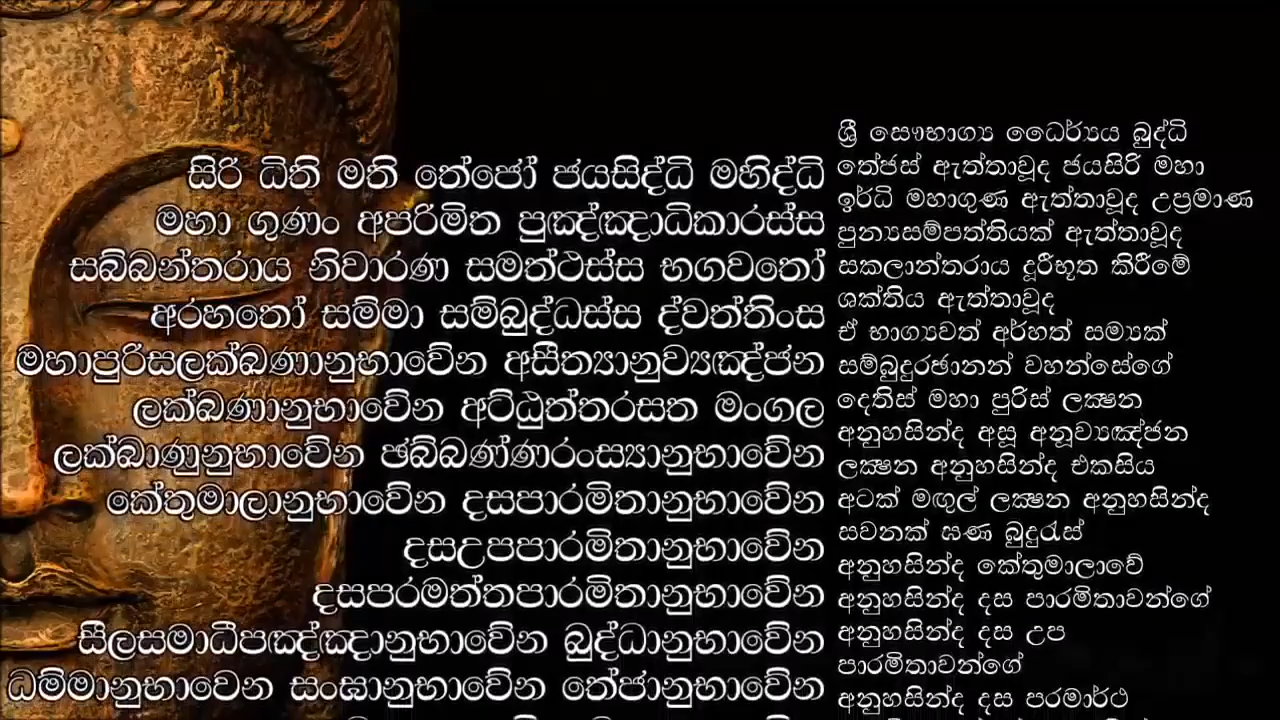 සිරි ධිති මති තේජෝ ජයසිද්ධි මහිද්ධි
මහා ගුණං අපරිමිත පුඤ්ඤාධිකාරස්ස
සබ්බන්තරාය නිවාරණ සමත්ථස්ස භගවතෝ
අරහතෝ සම්මා සම්බුද්ධස්ස ද්වත්තිංස
මහාපුරිසලක්ඛණානුභාවේන අසීත්‍යානුව්‍යඤ්ජන
ලක්ඛණානුභාවේන අට්ඨුත්තරසත මංගල
ලක්ඛාණුනුභාවේන ඡබ්බණ්ණරංස්‍යානුභාවේන
කේතුමාලානුභාවේන දසපාරමිතානුභාවේන
දසඋපපාරමිතානුභාවේන
දසපරමත්තපාරමිතානුභාවේන
සීලසමාධීපඤ්ඤානුභාවේන බුද්ධානුභාවේන
ධම්මානුභාවෙන සංඝානුභාවේන තේජානුභාවේන
ශ්‍රී සෞභාග්‍ය ධෛර්ය්‍යය බුද්ධි
තේජස් ඇත්තාවූද ජයසිරි මහා
ඉර්ධි මහාගුණ ඇත්තාවූද උප්‍රමාණ
පුන්‍යසම්පත්තියක් ඇත්තාවූද
සකලාන්තරාය දූරීභූත කිරීමේ
ශක්තිය ඇත්තාවූද
ඒ භාග්‍යවත් අර්හත් සම්‍යක්
සම්බුදුරඡානන් වහන්සේගේ
දෙතිස් මහා පුරිස් ලක්‍ෂන
අනුහසින්ද අසූ අනූව්‍යඤ්ජන
ලක්‍ෂන අනුහසින්ද එකසිය
අටක් මඟුල් ලක්‍ෂන අනුහසින්ද
සවනක් ඝණ බුදුරැස්
අනුහසින්ද කේතුමාලාවේ
අනුහසින්ද දස පාරමිතාවන්ගේ
අනුහසින්ද දස උප
පාරමිතාවන්ගේ
අනුහසින්ද දස පරමාර්ථ